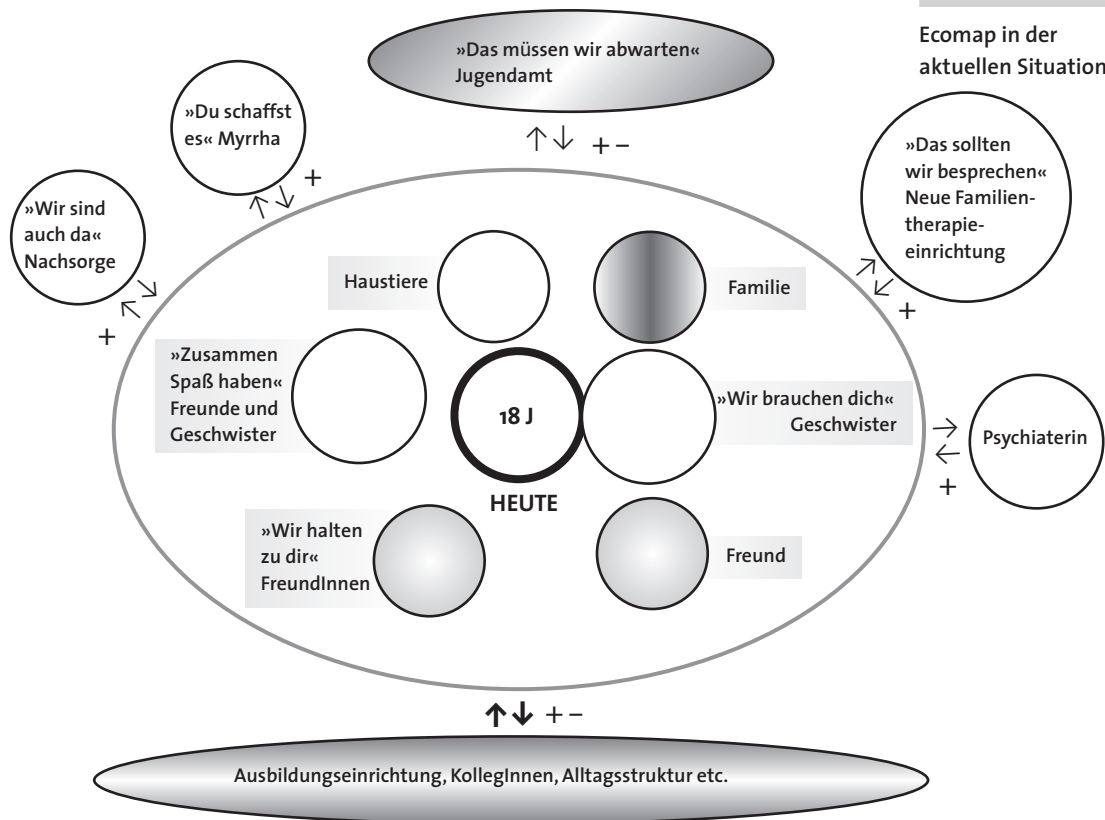 Ecomap in der
aktuellen Situation
»Das müssen wir abwarten«
Jugendamt
+ –
»Du schaffst
es« Myrrha
+
»Wir sind
auch da«
Nachsorge
+
»Das sollten
wir besprechen«
Neue Familien-
therapie-
einrichtung
+
Haustiere
Familie
»Zusammen
Spaß haben«
Freunde und
Geschwister
18 J
HEUTE
»Wir brauchen dich«
Geschwister
Psychiaterin
+
»Wir halten
zu dir«
FreundInnen
Freund
+ –
Ausbildungseinrichtung, KollegInnen, Alltagsstruktur etc.